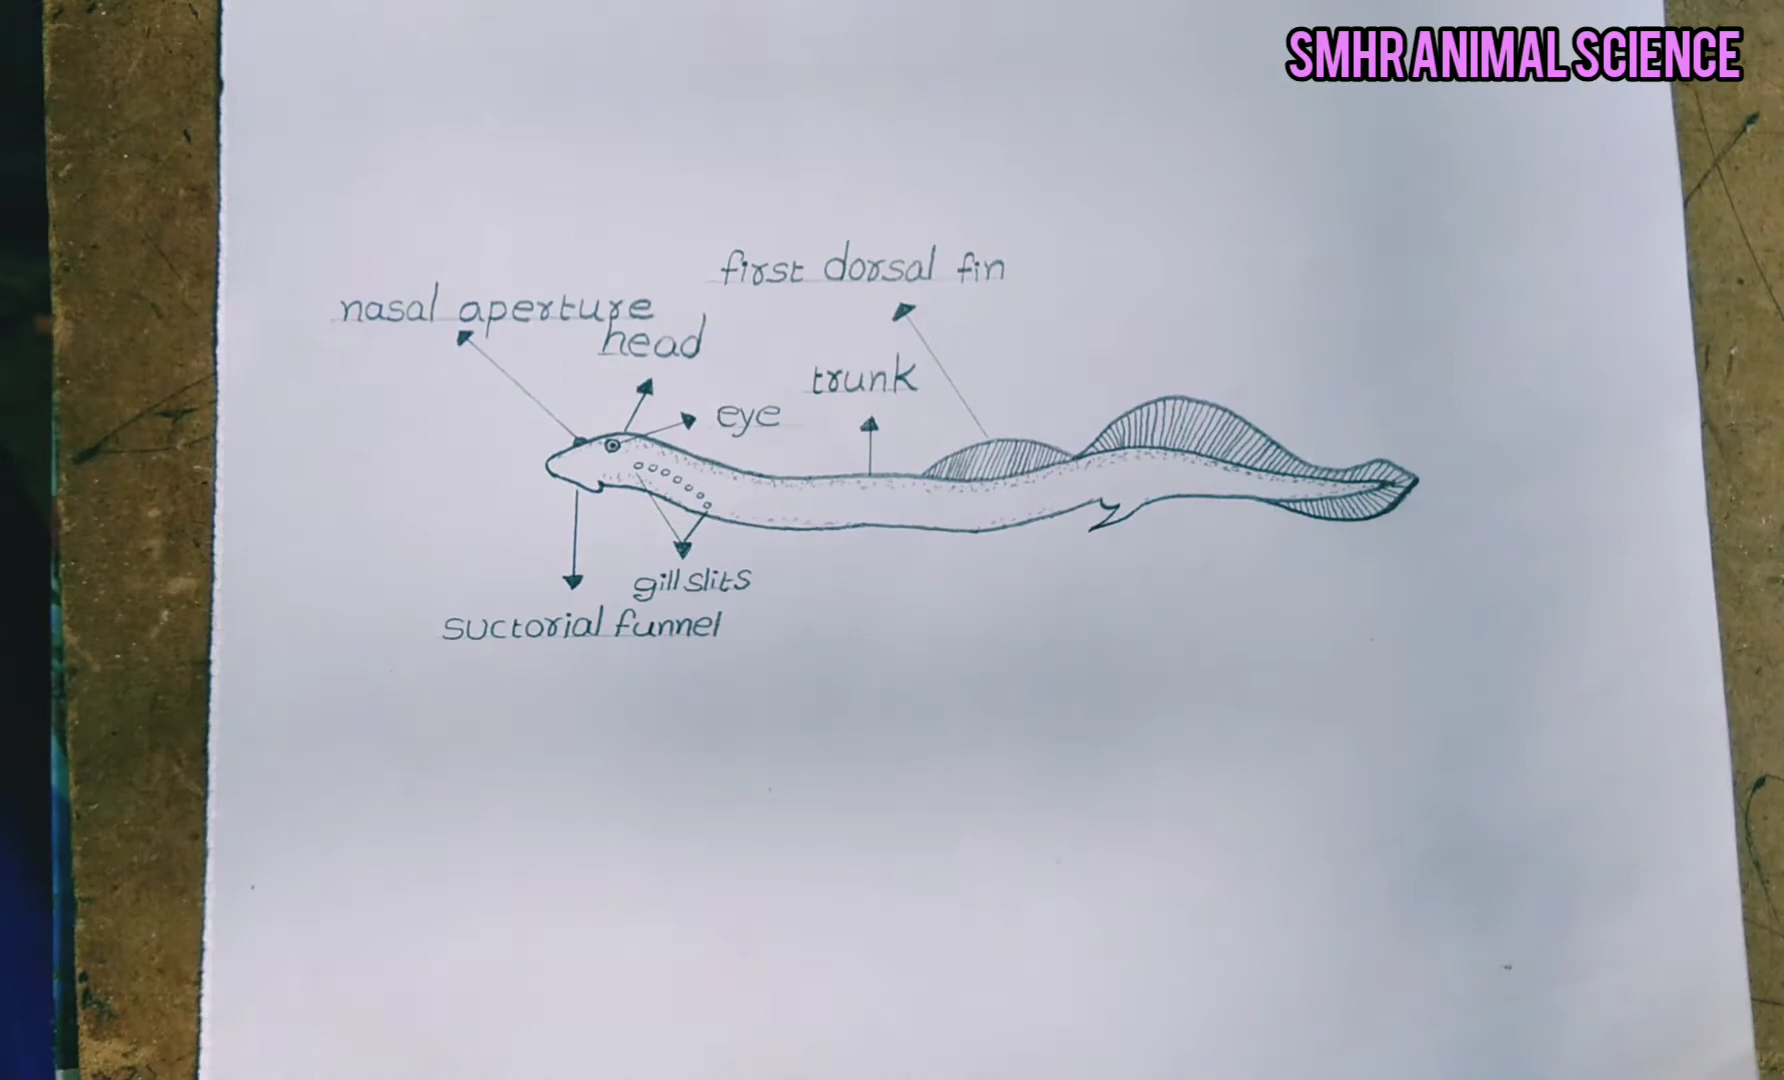 SMHR ANIMAL SCIENCE
first dorsal fin
nasal aperture
head
trunk
eye
gill slits
suctorial funnel